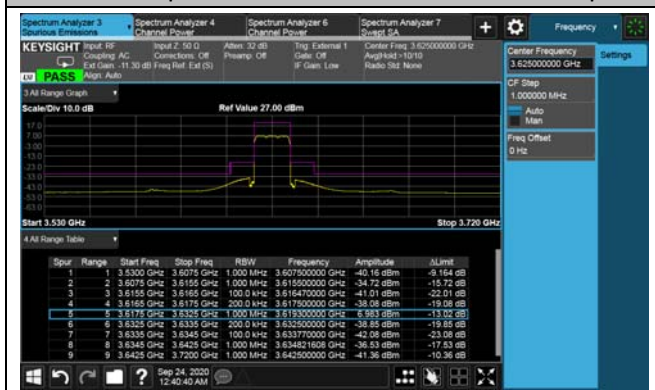 Spectrum Analyzer 3
Spurious Emissions
Spectrum Analyzer 4
Channel Power
Spectrum Analyzer 6
Channel Power
Spectrum Analyzer 7
Swept SA
+
Frequency
KEYSIGHT
Input: RF
Coupling: AC
Ext Gain: -11.30 dB
Align: Auto
Input Z: 50 Ω
Corrections: Off
Freq Ref: Ext (S)
Atten: 32 dB
Preamp: Off
Trig: External 1
Gate: Off
IF Gain: Low
Center Freq: 3.625000000 GHz
Avg|Hold:>10/10
Radio Std: None
PASS
Center Frequency
3.625000000 GHz
Settings
CF Step
1.000000 MHz
Auto
Man
Freq Offset
0 Hz
3 All Range Graph
Scale/Div 10.0 dB
Ref Value 27.00 dBm
17.0
7.00
-3.00
-13.0
-23.0
-33.0
-43.0
-53.0
-63.0
Start 3.530 GHz
Stop 3.720 GHz
4 All Range Table
Spur Range Start Freq Stop Freq RBW Frequency Amplitude ΔLimit
1 1 3.5300 GHz 3.6075 GHz 1.000 MHz 3.607500000 GHz -40.16 dBm -9.164 dB
2 2 3.6075 GHz 3.6155 GHz 1.000 MHz 3.615500000 GHz -34.72 dBm -15.72 dB
3 3 3.6155 GHz 3.6165 GHz 100.0 kHz 3.616470000 GHz -41.01 dBm -22.01 dB
4 4 3.6165 GHz 3.6175 GHz 200.0 kHz 3.617500000 GHz -38.08 dBm -19.08 dB
5 5 3.6175 GHz 3.6325 GHz 1.000 MHz 3.619300000 GHz 6.983 dBm -13.02 dB
6 6 3.6325 GHz 3.6335 GHz 200.0 kHz 3.632500000 GHz -38.85 dBm -19.85 dB
7 7 3.6335 GHz 3.6345 GHz 100.0 kHz 3.633770000 GHz -42.08 dBm -23.08 dB
8 8 3.6345 GHz 3.6425 GHz 1.000 MHz 3.634821608 GHz -36.53 dBm -17.53 dB
9 9 3.6425 GHz 3.7200 GHz 1.000 MHz 3.642500000 GHz -41.36 dBm -10.36 dB
?
Sep 24, 2020
12:40:40 AM